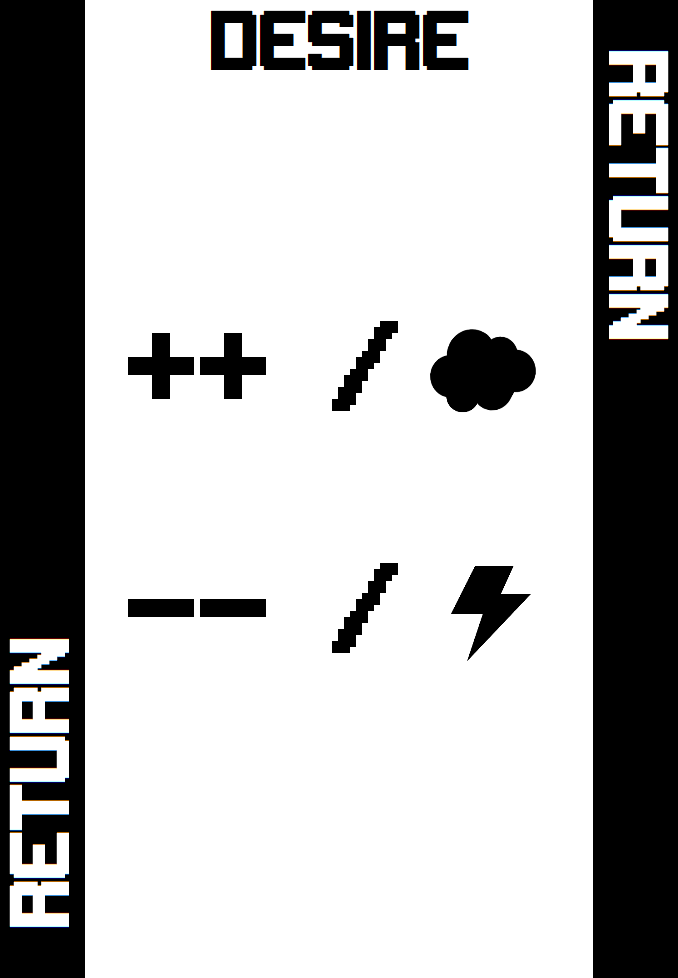 DESIRE
RETURN
++ /
-- /
RETURN